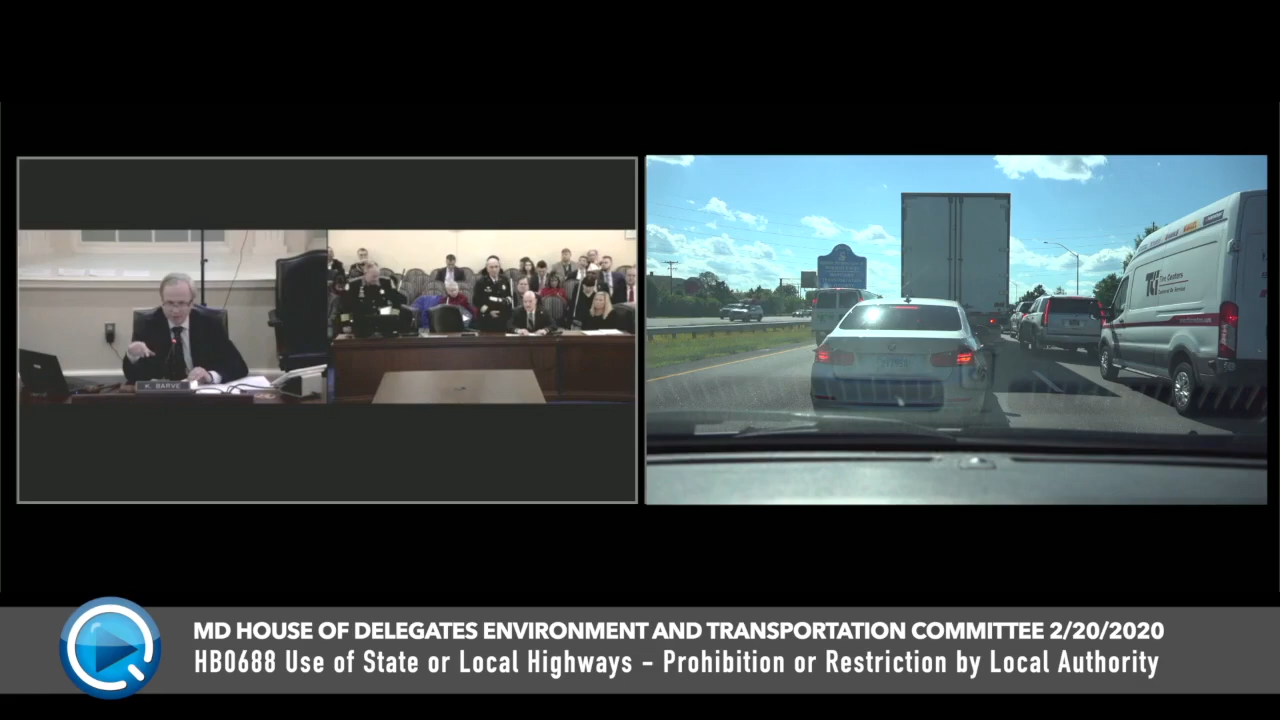 K. BARVE
Tire Centers
MD HOUSE OF DELEGATES ENVIRONMENT AND TRANSPORTATION COMMITTEE 2/20/2020
HB0688 Use of State or Local Highways – Prohibition or Restriction by Local Authority